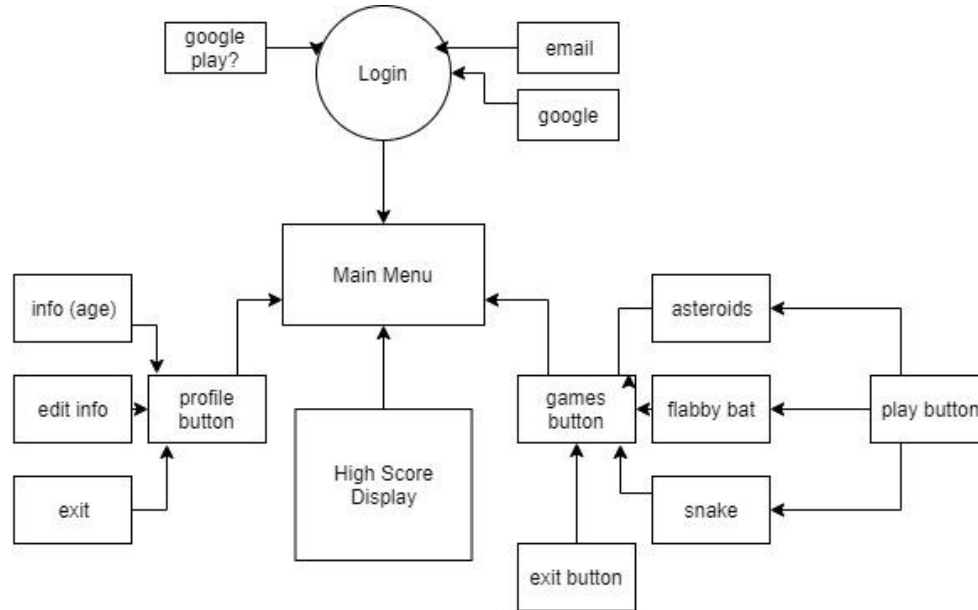 google
play?
Login
email
google
Main Menu
info (age)
edit info
exit
profile
button
High Score
Display
games
button
asteroids
flabby bat
snake
play button
exit button